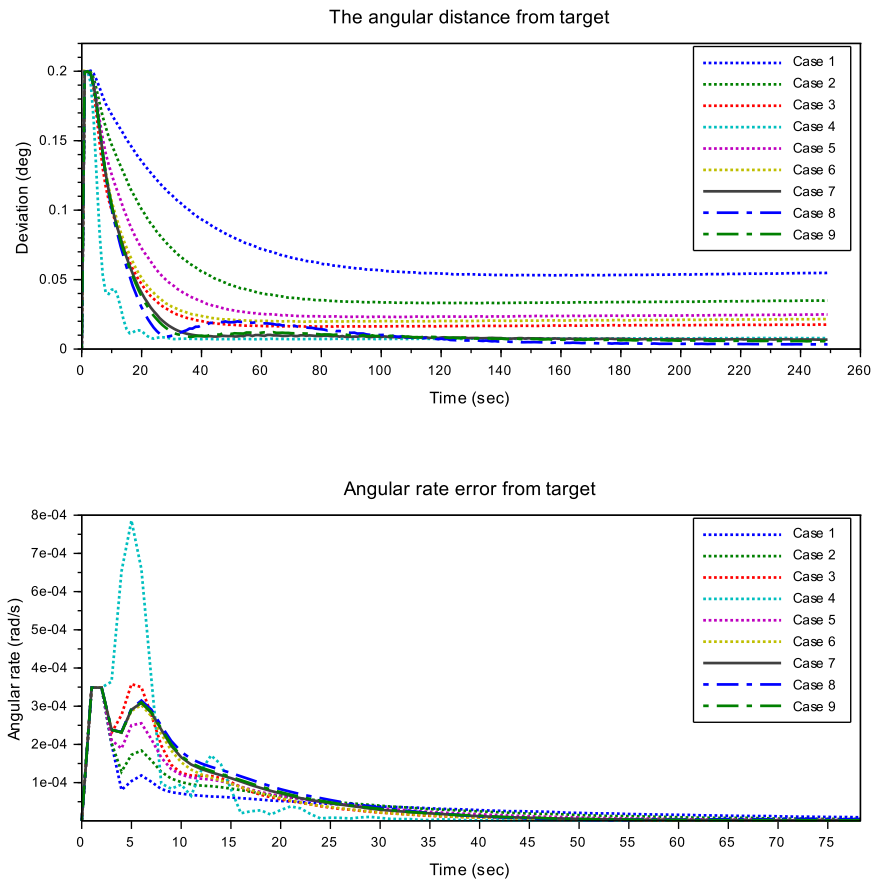 The angular distance from target
Deviation (deg)
0.2
0.15
0.1
0.05
0
0 20 40 60 80 100 120 140 160 180 200 220 240 260
Time (sec)
Case 1
Case 2
Case 3
Case 4
Case 5
Case 6
Case 7
Case 8
Case 9
Angular rate error from target
Angular rate (rad/s)
8e-04
7e-04
6e-04
5e-04
4e-04
3e-04
2e-04
1e-04
0 5 10 15 20 25 30 35 40 45 50 55 60 65 70 75
Time (sec)
Case 1
Case 2
Case 3
Case 4
Case 5
Case 6
Case 7
Case 8
Case 9